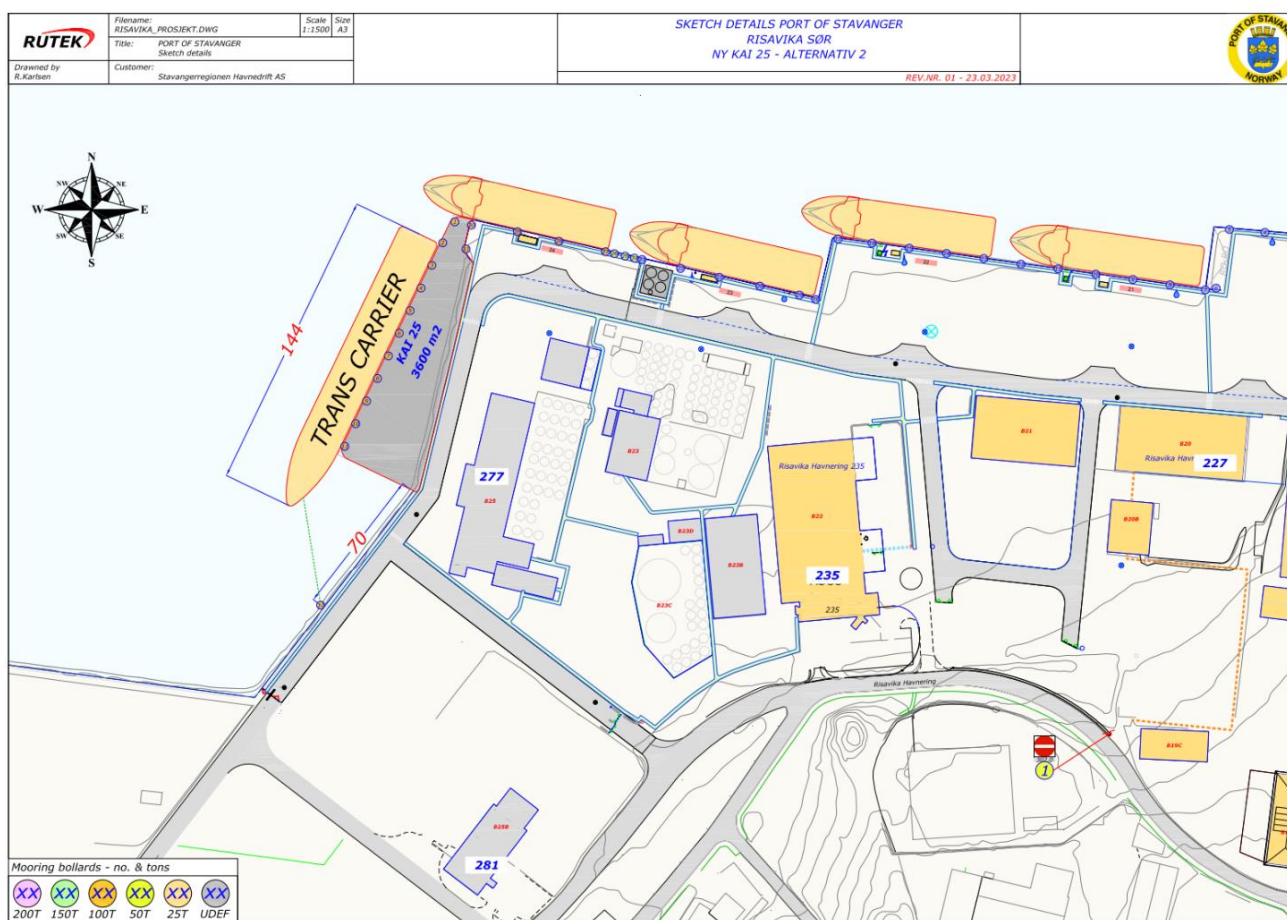 RUTEK
Filename:
RISAVIKA_PROSJEKT.DWG
Scale
1:1500
Size
A3
Title: PORT OF STAVANGER
Sketch details
Drawned by
R.Karlsen
Customer:
Stavangerregionen Havnedrift AS
SKETCH DETAILS PORT OF STAVANGER
RISAVIKA SØR
NY KAI 25 - ALTERNATIV 2
REV.NR. 01 - 23.03.2023
PORT OF STAVANGER
NORWAY
N
NW
NE
W
E
SW
SE
S
144
TRANS CARRIER
KAI 25
3600 m2
70
24
23
22
21
277
B25
B23
B23D
B23B
B23C
Risavika Havnering 235
B22
235
235
B21
B20
227
B20B
B19C
Risavika Havnering
1
B25B
281
Mooring bollards - no. & tons
XX XX XX XX XX XX
200T 150T 100T 50T 25T UDEF